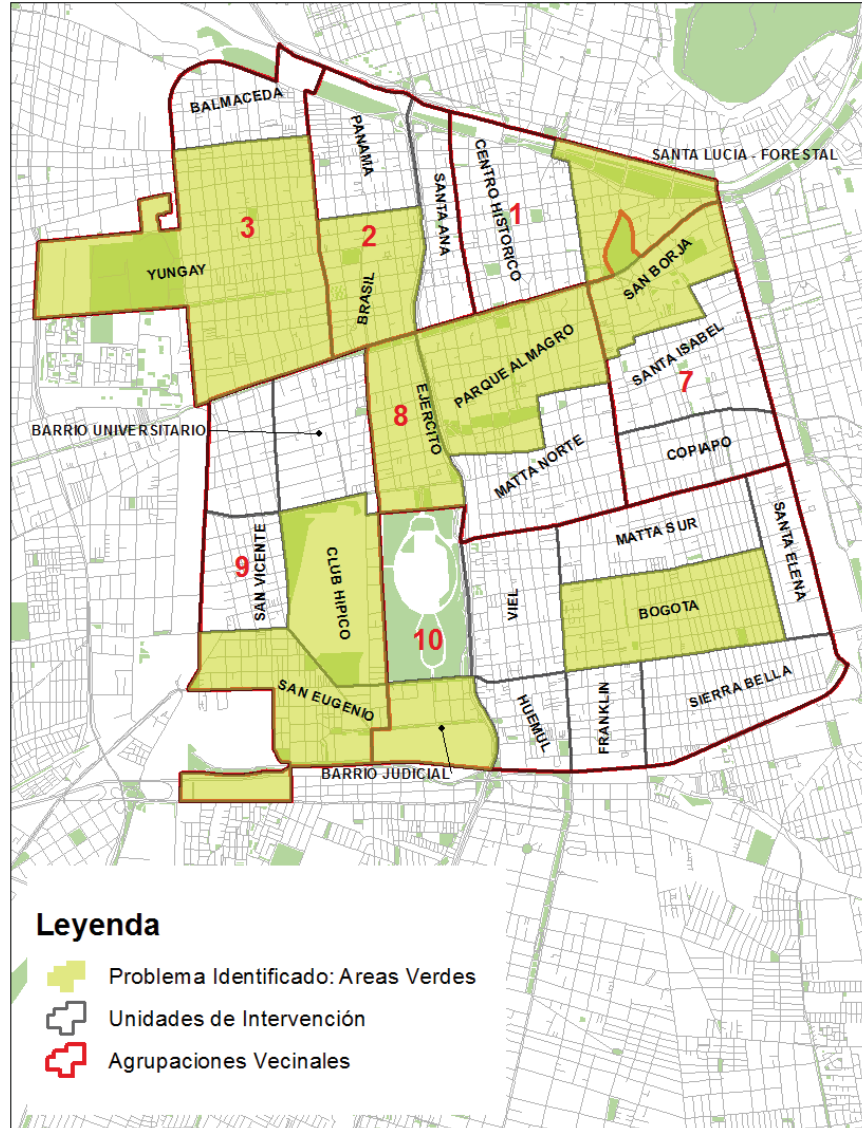 BALMACEDA
PANAMA
SANTA ANA
CENTRO HISTORICO
1
SANTA LUCIA - FORESTAL
3
2
YUNGAY
BRASIL
SAN BORJA
PARQUE ALMAGRO
SANTA ISABEL
7
EJERCITO
8
BARRIO UNIVERSITARIO
MATTA NORTE
COPIAPO
SAN VICENTE
9
CLUB HIPICO
MATTA SUR
SANTA ELENA
VIEL
BOGOTA
10
SAN EUGENIO
HUEMUL
FRANKLIN
SIERRA BELLA
BARRIO JUDICIAL
Leyenda
Problema Identificado: Areas Verdes
Unidades de Intervención
Agrupaciones Vecinales